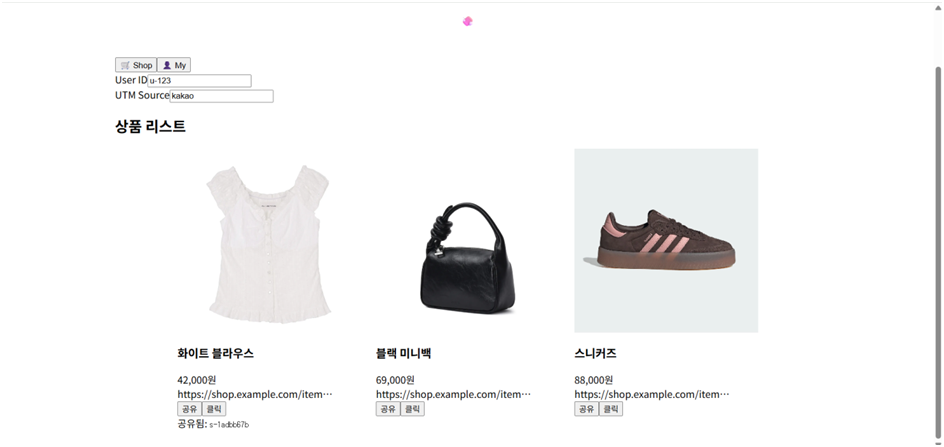 🛒 Shop 👤 My
User ID u-123
UTM Source kakao
상품 리스트
화이트 블라우스 블랙 미니백 스니커즈
42,000원 69,000원 88,000원
https://shop.example.com/item… https://shop.example.com/item… https://shop.example.com/item…
공유 클릭 공유 클릭 공유 클릭
공유됨: s-1adbb67b